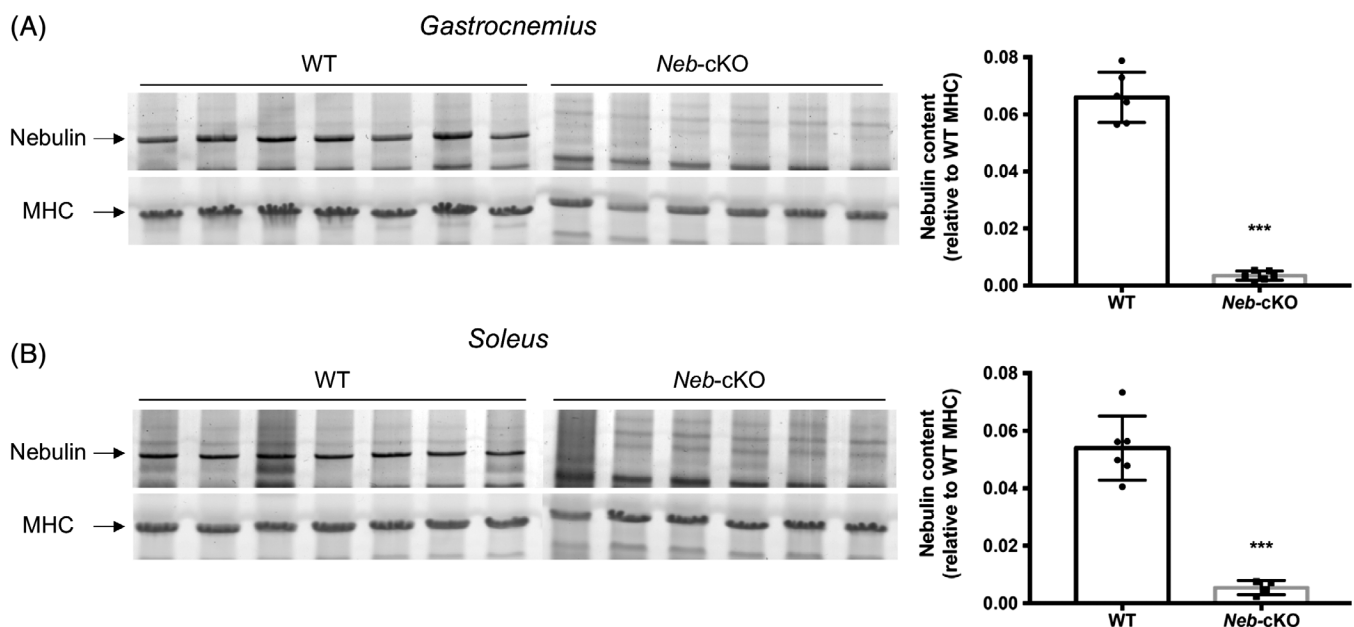 (A)
Gastrocnemius
WT
Neb-cKO
Nebulin
MHC
Nebulin content
(relative to WT MHC)
0.08
0.06
0.04
0.02
0.00
***
WT
Neb-cKO
(B)
Soleus
WT
Neb-cKO
Nebulin
MHC
Nebulin content
(relative to WT MHC)
0.08
0.06
0.04
0.02
0.00
***
WT
Neb-cKO